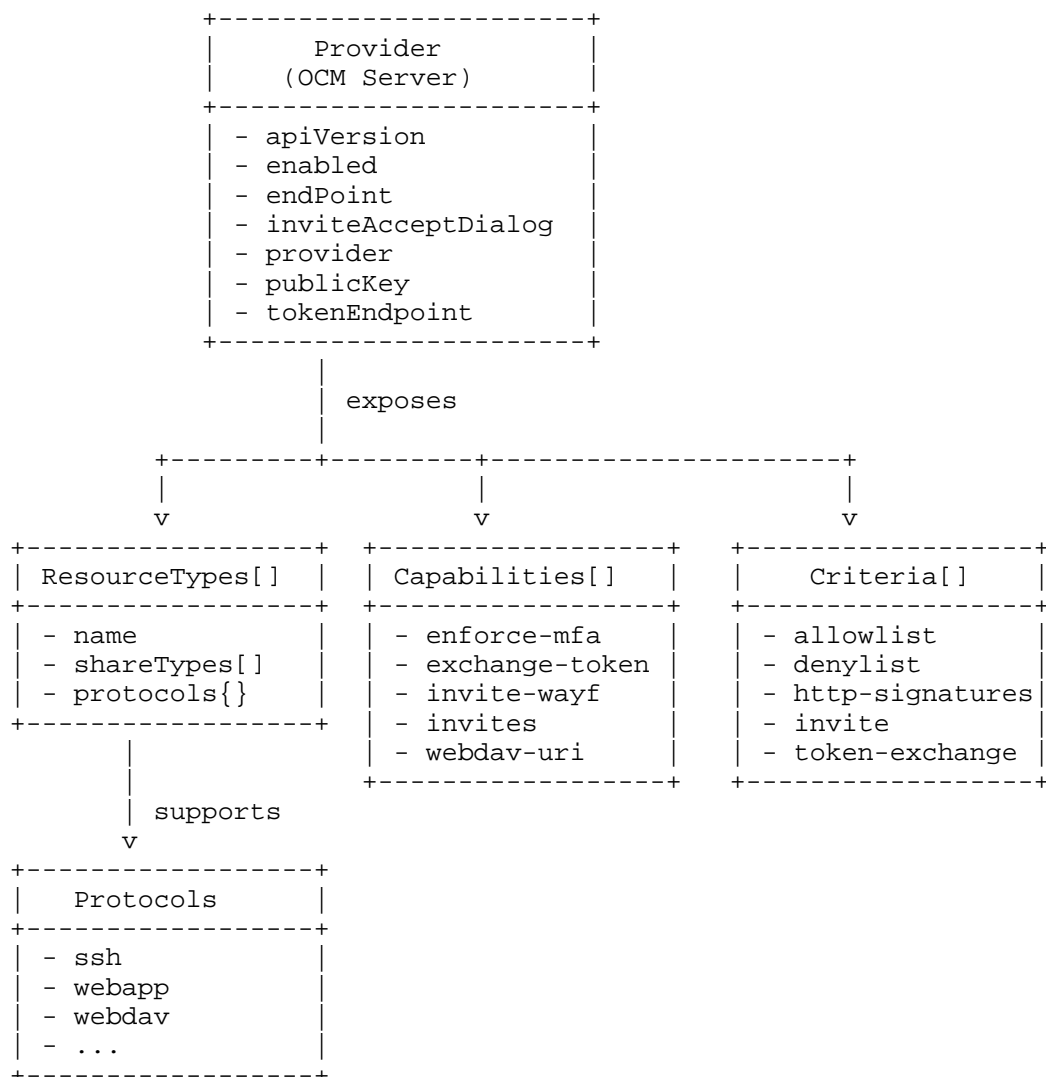 Provider
(OCM Server)
- apiVersion
- enabled
- endPoint
- inviteAcceptDialog
- provider
- publicKey
- tokenEndpoint
exposes
v v v
ResourceTypes[] Capabilities[] Criteria[]
- name - enforce-mfa - allowlist
- shareTypes[] - exchange-token - denylist
- protocols{} - invite-wayf - http-signatures
- invites - invite
- webdav-uri - token-exchange
supports
v
Protocols
- ssh
- webapp
- webdav
- ...